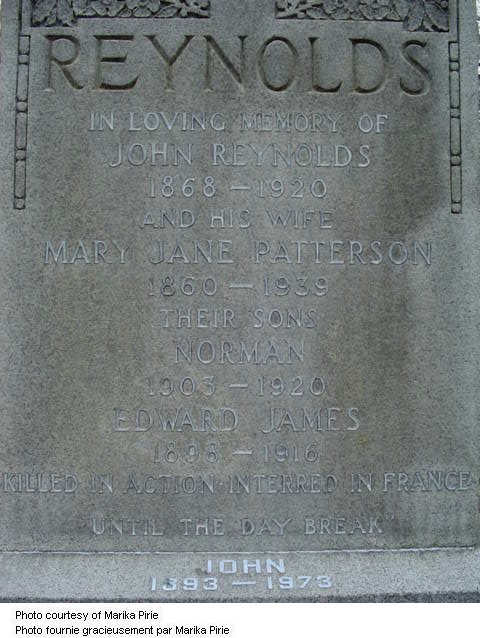 REYNOLDS
IN LOVING MEMORY OF
JOHN REYNOLDS
1868 – 1920
AND HIS WIFE
MARY JANE PATTERSON
1860 – 1939
THEIR SONS
NORMAN
1903 – 1920
EDWARD JAMES
1898 – 1916
KILLED IN ACTION · INTERRED IN FRANCE
"UNTIL THE DAY BREAK"
JOHN
1893 – 1973
Photo courtesy of Marika Pirie
Photo fournie gracieusement par Marika Pirie